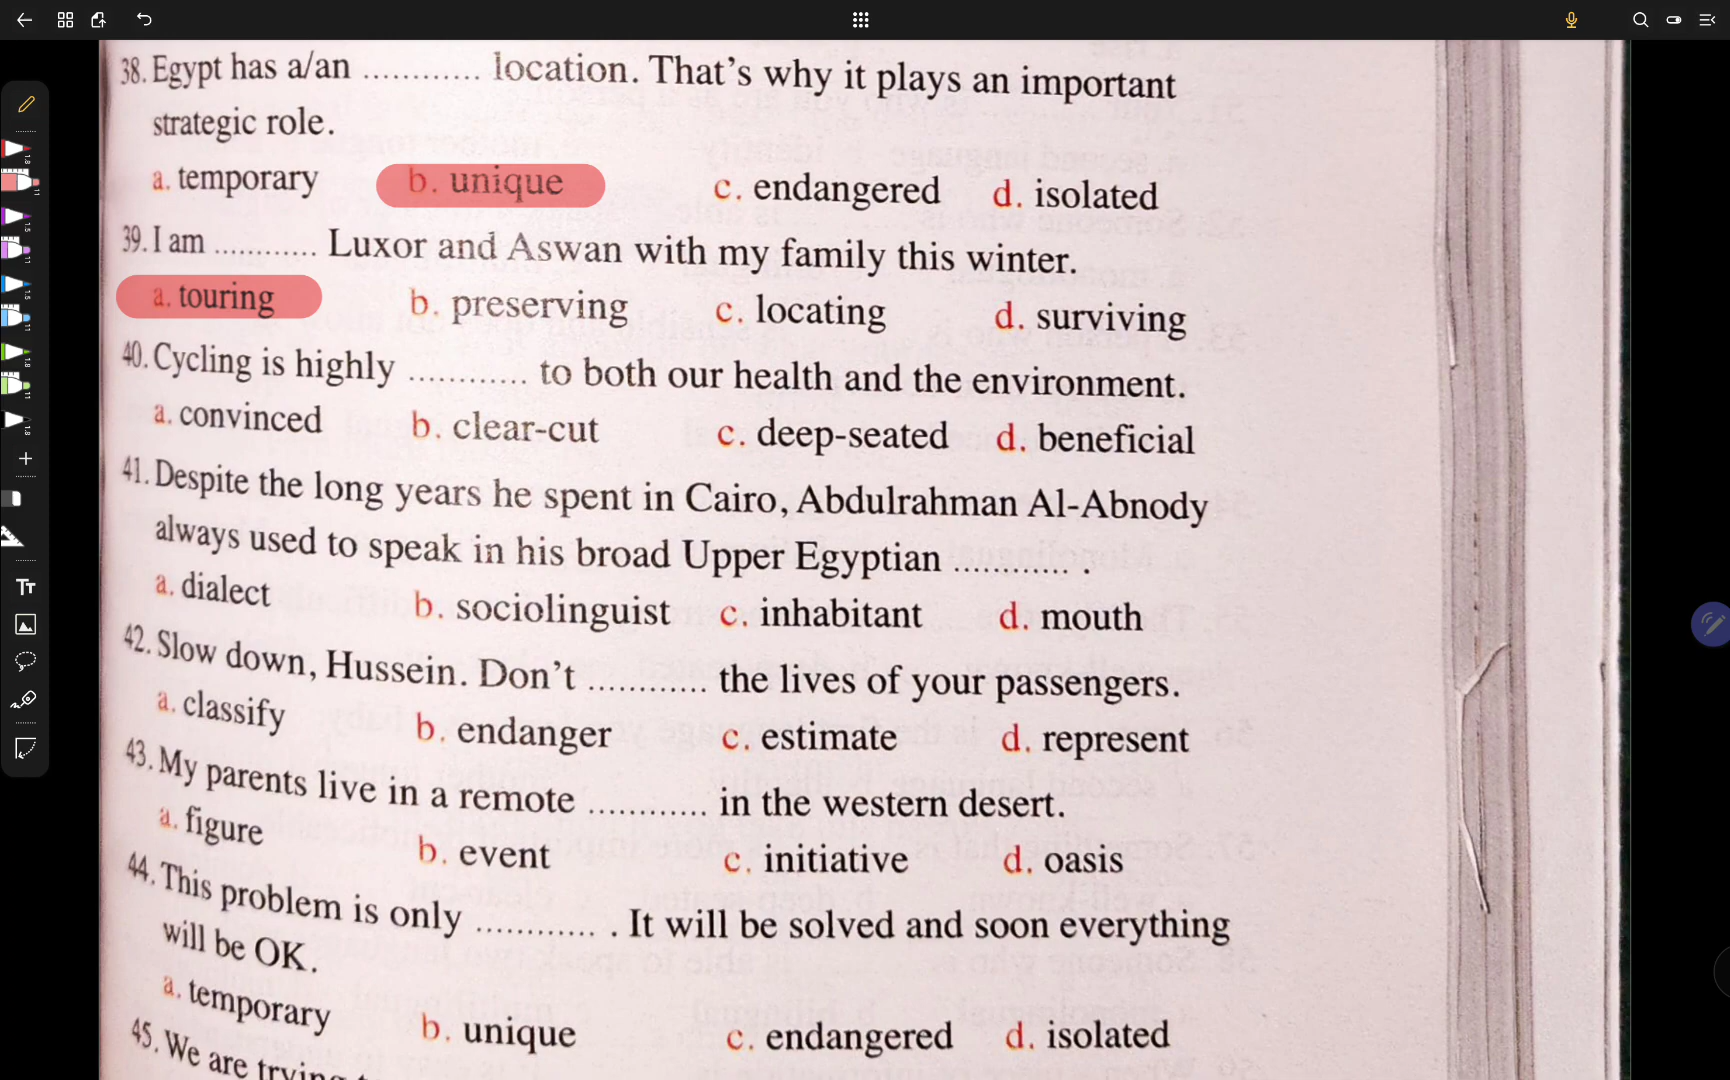 38. Egypt has a/an ............ location. That's why it plays an important
strategic role.
a. temporary b. unique c. endangered d. isolated
39. I am ............ Luxor and Aswan with my family this winter.
a. touring b. preserving c. locating d. surviving
40. Cycling is highly ............ to both our health and the environment.
a. convinced b. clear-cut c. deep-seated d. beneficial
41. Despite the long years he spent in Cairo, Abdulrahman Al-Abnody
always used to speak in his broad Upper Egyptian ............ .
a. dialect b. sociolinguist c. inhabitant d. mouth
42. Slow down, Hussein. Don't ............ the lives of your passengers.
a. classify b. endanger c. estimate d. represent
43. My parents live in a remote ............ in the western desert.
a. figure b. event c. initiative d. oasis
44. This problem is only ............ . It will be solved and soon everything
will be OK.
a. temporary b. unique c. endangered d. isolated
45. We are